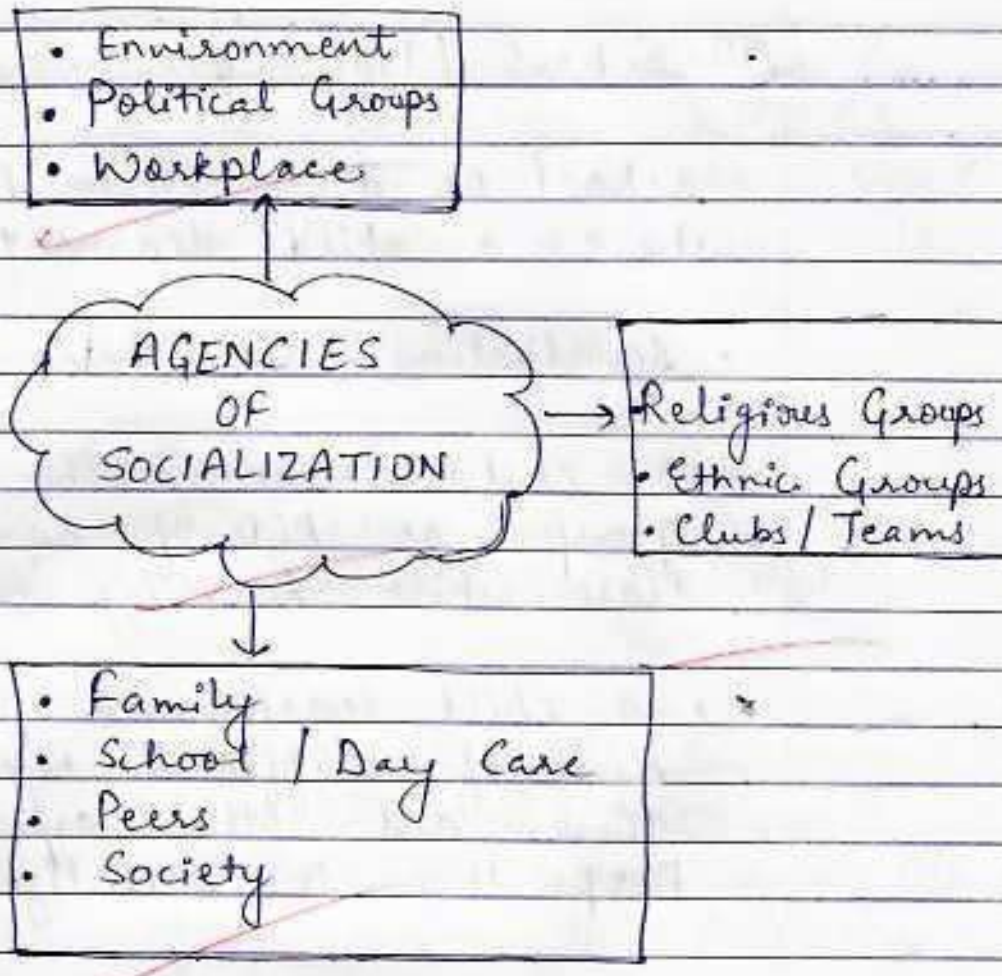 • Environment
• Political Groups
• Workplace
AGENCIES
OF
SOCIALIZATION
• Religious Groups
• Ethnic Groups
• Clubs / Teams
• Family
• School / Day Care
• Peers
• Society